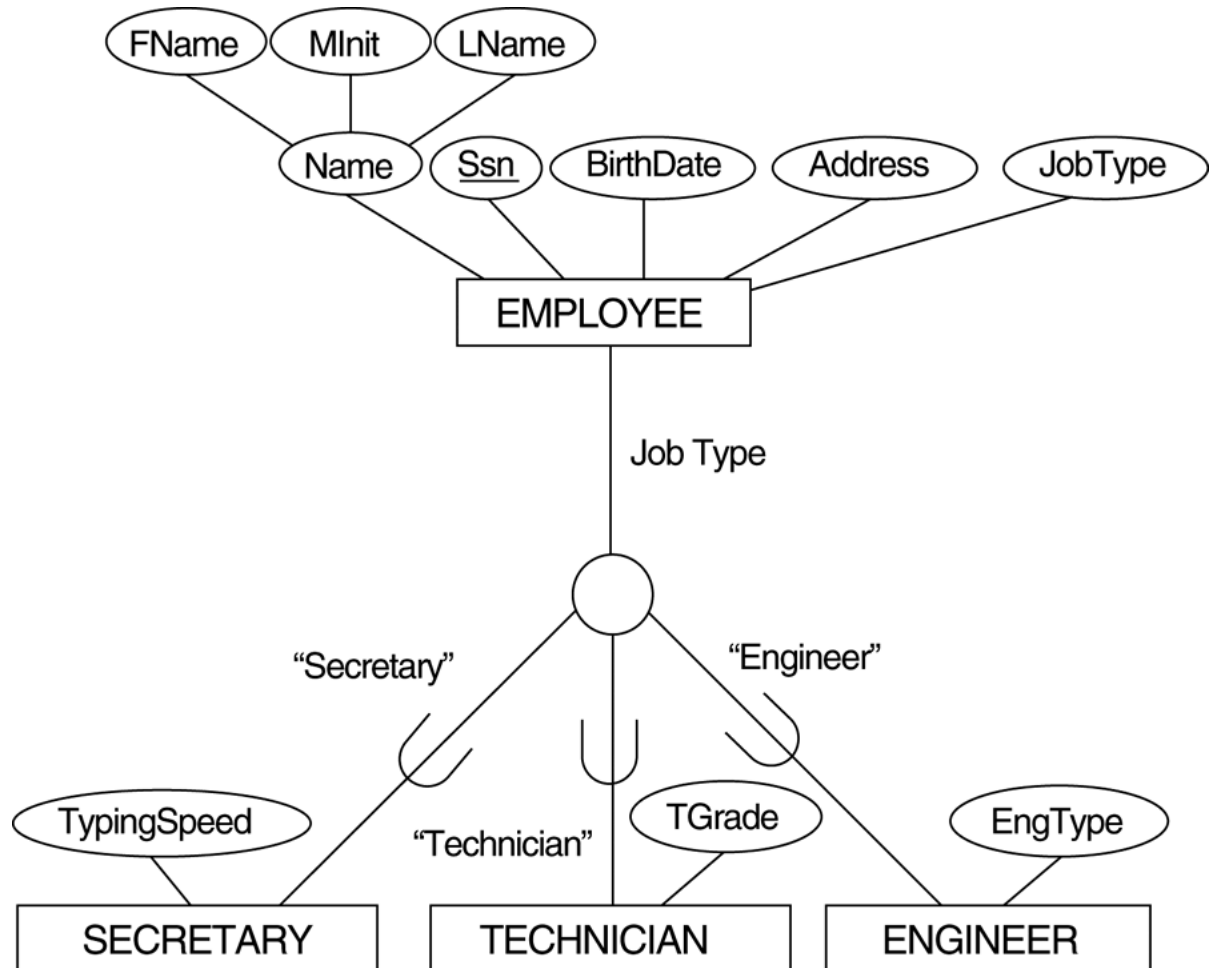 FName
MInit
LName
Name
Ssn
BirthDate
Address
JobType
EMPLOYEE
Job Type
“Secretary”
“Engineer”
“Technician”
TypingSpeed
TGrade
EngType
SECRETARY
TECHNICIAN
ENGINEER